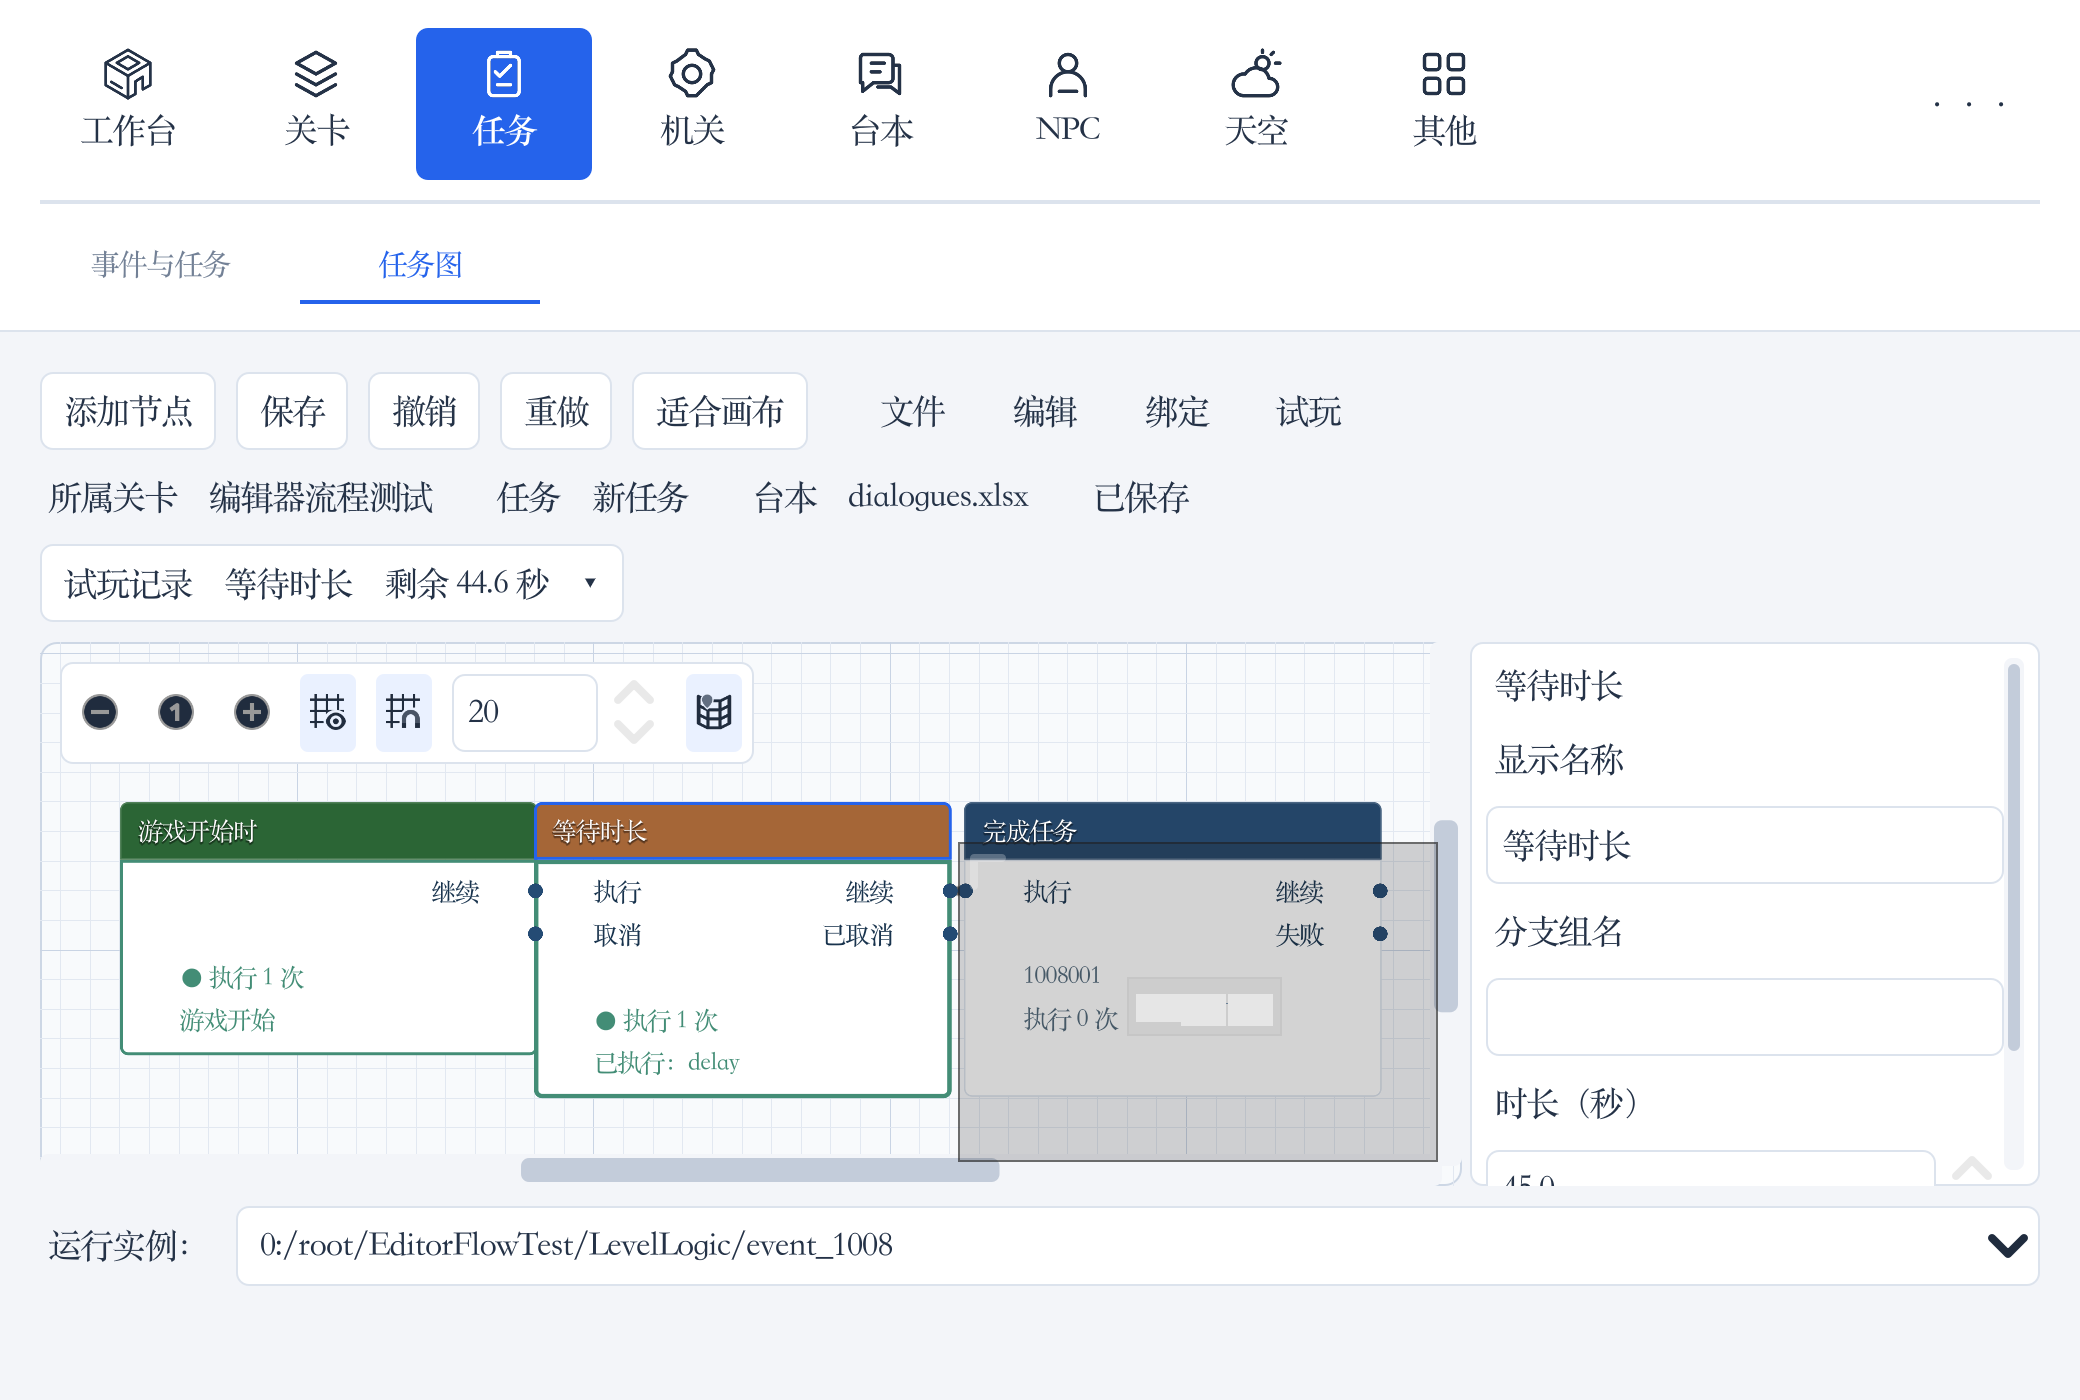 工作台 关卡 任务 机关 台本 NPC 天空 其他 · · ·
事件与任务 任务图
添加节点 保存 撤销 重做 适合画布 文件 编辑 绑定 试玩
所属关卡 编辑器流程测试 任务 新任务 台本 dialogues.xlsx 已保存
试玩记录 等待时长 剩余 44.6 秒
1 20
游戏开始时
继续
● 执行 1 次
游戏开始
等待时长
执行 继续
取消 已取消
● 执行 1 次
已执行：delay
完成任务
执行 继续
失败
1008001
执行 0 次
等待时长
显示名称
等待时长
分支组名
时长（秒）
45.0
运行实例： 0:/root/EditorFlowTest/LevelLogic/event_1008